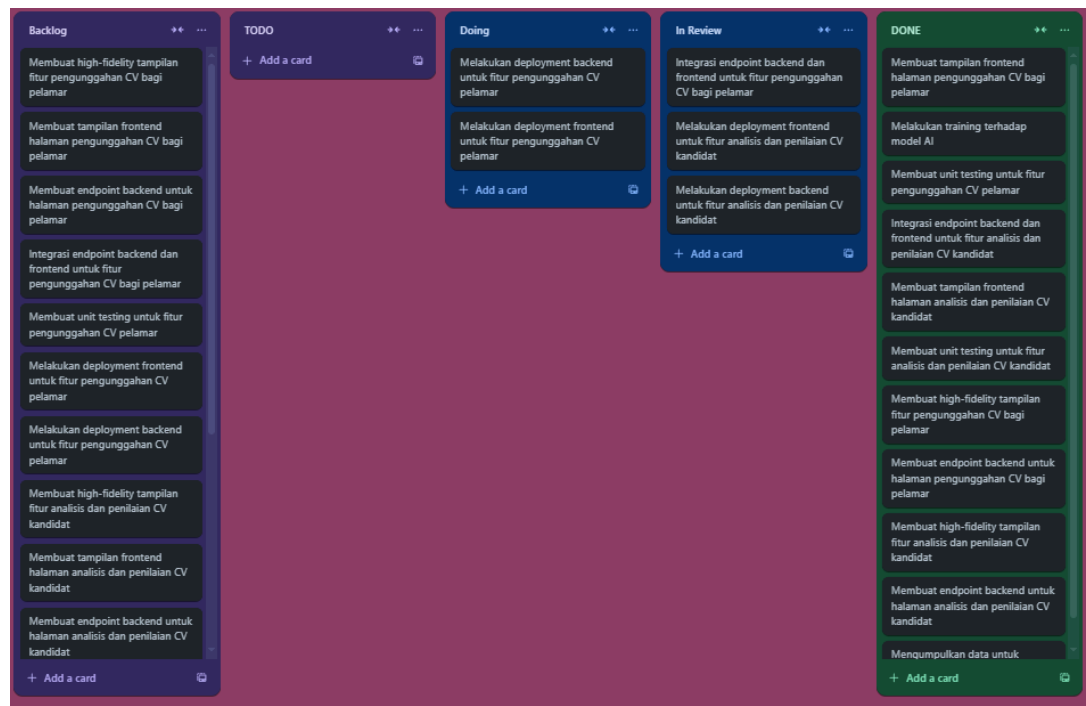 Backlog
Membuat high-fidelity tampilan
fitur pengunggahan CV bagi
pelamar
Membuat tampilan frontend
halaman pengunggahan CV bagi
pelamar
Membuat endpoint backend untuk
halaman pengunggahan CV bagi
pelamar
Integrasi endpoint backend dan
frontend untuk fitur
pengunggahan CV bagi pelamar
Membuat unit testing untuk fitur
pengunggahan CV pelamar
Melakukan deployment frontend
untuk fitur pengunggahan CV
pelamar
Melakukan deployment backend
untuk fitur pengunggahan CV
pelamar
Membuat high-fidelity tampilan
fitur analisis dan penilaian CV
kandidat
Membuat tampilan frontend
halaman analisis dan penilaian CV
kandidat
Membuat endpoint backend untuk
halaman analisis dan penilaian CV
kandidat
+ Add a card
TODO
+ Add a card
Doing
Melakukan deployment backend
untuk fitur pengunggahan CV
pelamar
Melakukan deployment frontend
untuk fitur pengunggahan CV
pelamar
+ Add a card
In Review
Integrasi endpoint backend dan
frontend untuk fitur pengunggahan
CV bagi pelamar
Melakukan deployment frontend
untuk fitur analisis dan penilaian CV
kandidat
Melakukan deployment backend
untuk fitur analisis dan penilaian CV
kandidat
+ Add a card
DONE
Membuat tampilan frontend
halaman pengunggahan CV bagi
pelamar
Melakukan training terhadap
model AI
Membuat unit testing untuk fitur
pengunggahan CV pelamar
Integrasi endpoint backend dan
frontend untuk fitur analisis dan
penilaian CV kandidat
Membuat tampilan frontend
halaman analisis dan penilaian CV
kandidat
Membuat unit testing untuk fitur
analisis dan penilaian CV kandidat
Membuat high-fidelity tampilan
fitur pengunggahan CV bagi
pelamar
Membuat endpoint backend untuk
halaman pengunggahan CV bagi
pelamar
Membuat high-fidelity tampilan
fitur analisis dan penilaian CV
kandidat
Membuat endpoint backend untuk
halaman analisis dan penilaian CV
kandidat
Mengumpulkan data untuk
+ Add a card